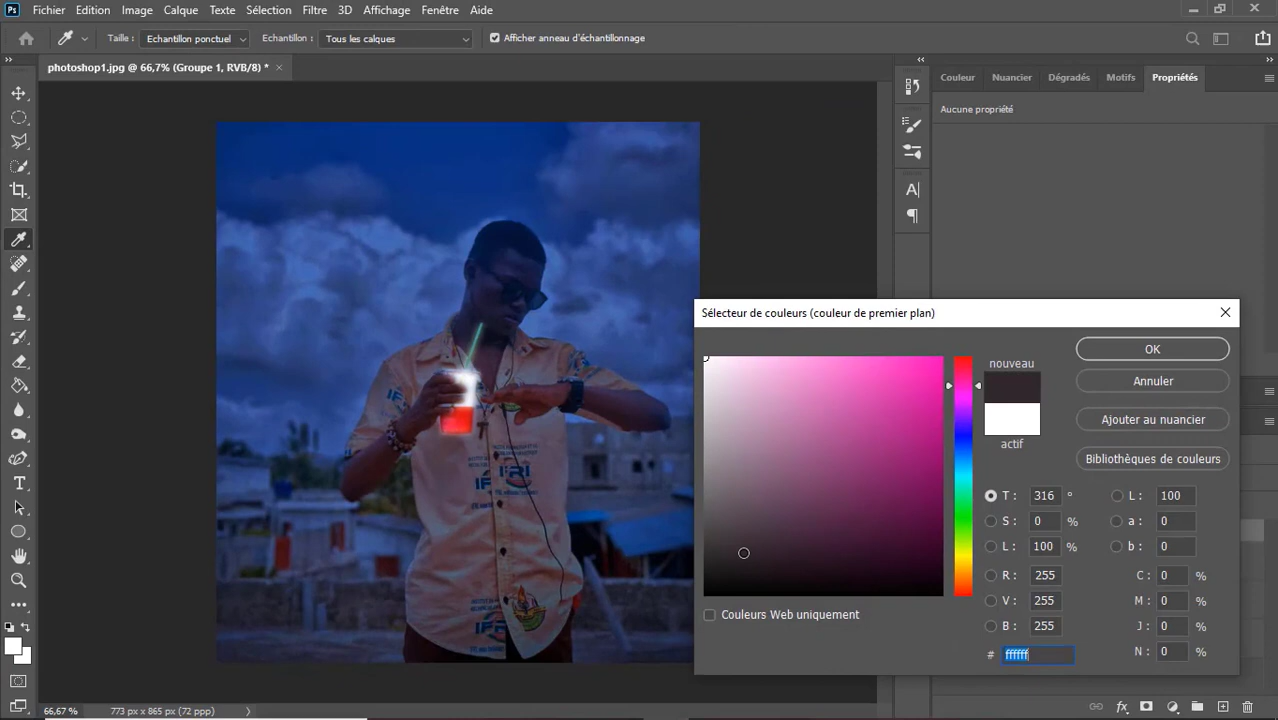 Ps Fichier Edition Image Calque Texte Sélection Filtre 3D Affichage Fenêtre Aide
Taille : Echantillon ponctuel Echantillon : Tous les calques Afficher anneau d'échantillonnage
photoshop1.jpg @ 66,7% (Groupe 1, RVB/8) * ×
Couleur Nuancier Dégradés Motifs Propriétés
Aucune propriété
Sélecteur de couleurs (couleur de premier plan)
nouveau
actif
OK
Annuler
Ajouter au nuancier
Bibliothèques de couleurs
T : 316 ° L : 100
S : 0 % a : 0
L : 100 % b : 0
R : 255 C : 0 %
V : 255 M : 0 %
B : 255 J : 0 %
# ffffff N : 0 %
Couleurs Web uniquement
IFRI
66,67 % 773 px x 865 px (72 ppp)